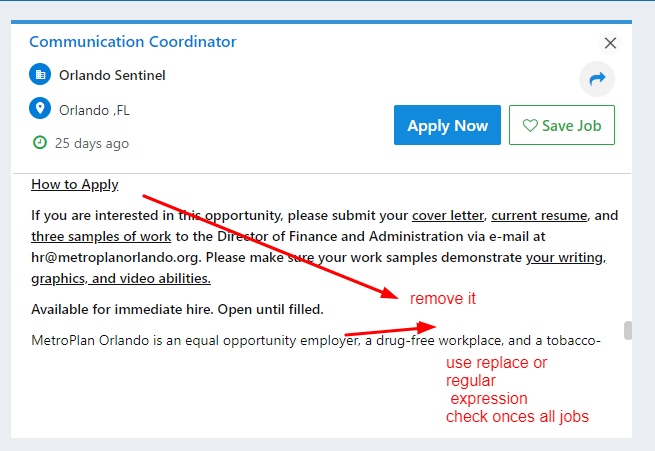 Communication Coordinator
Orlando Sentinel
Orlando ,FL
25 days ago
Apply Now
Save Job
How to Apply
If you are interested in this opportunity, please submit your cover letter, current resume, and
three samples of work to the Director of Finance and Administration via e-mail at
hr@metroplanorlando.org. Please make sure your work samples demonstrate your writing,
graphics, and video abilities.
remove it
Available for immediate hire. Open until filled.
MetroPlan Orlando is an equal opportunity employer, a drug-free workplace, and a tobacco-
use replace or
regular
expression
check onces all jobs